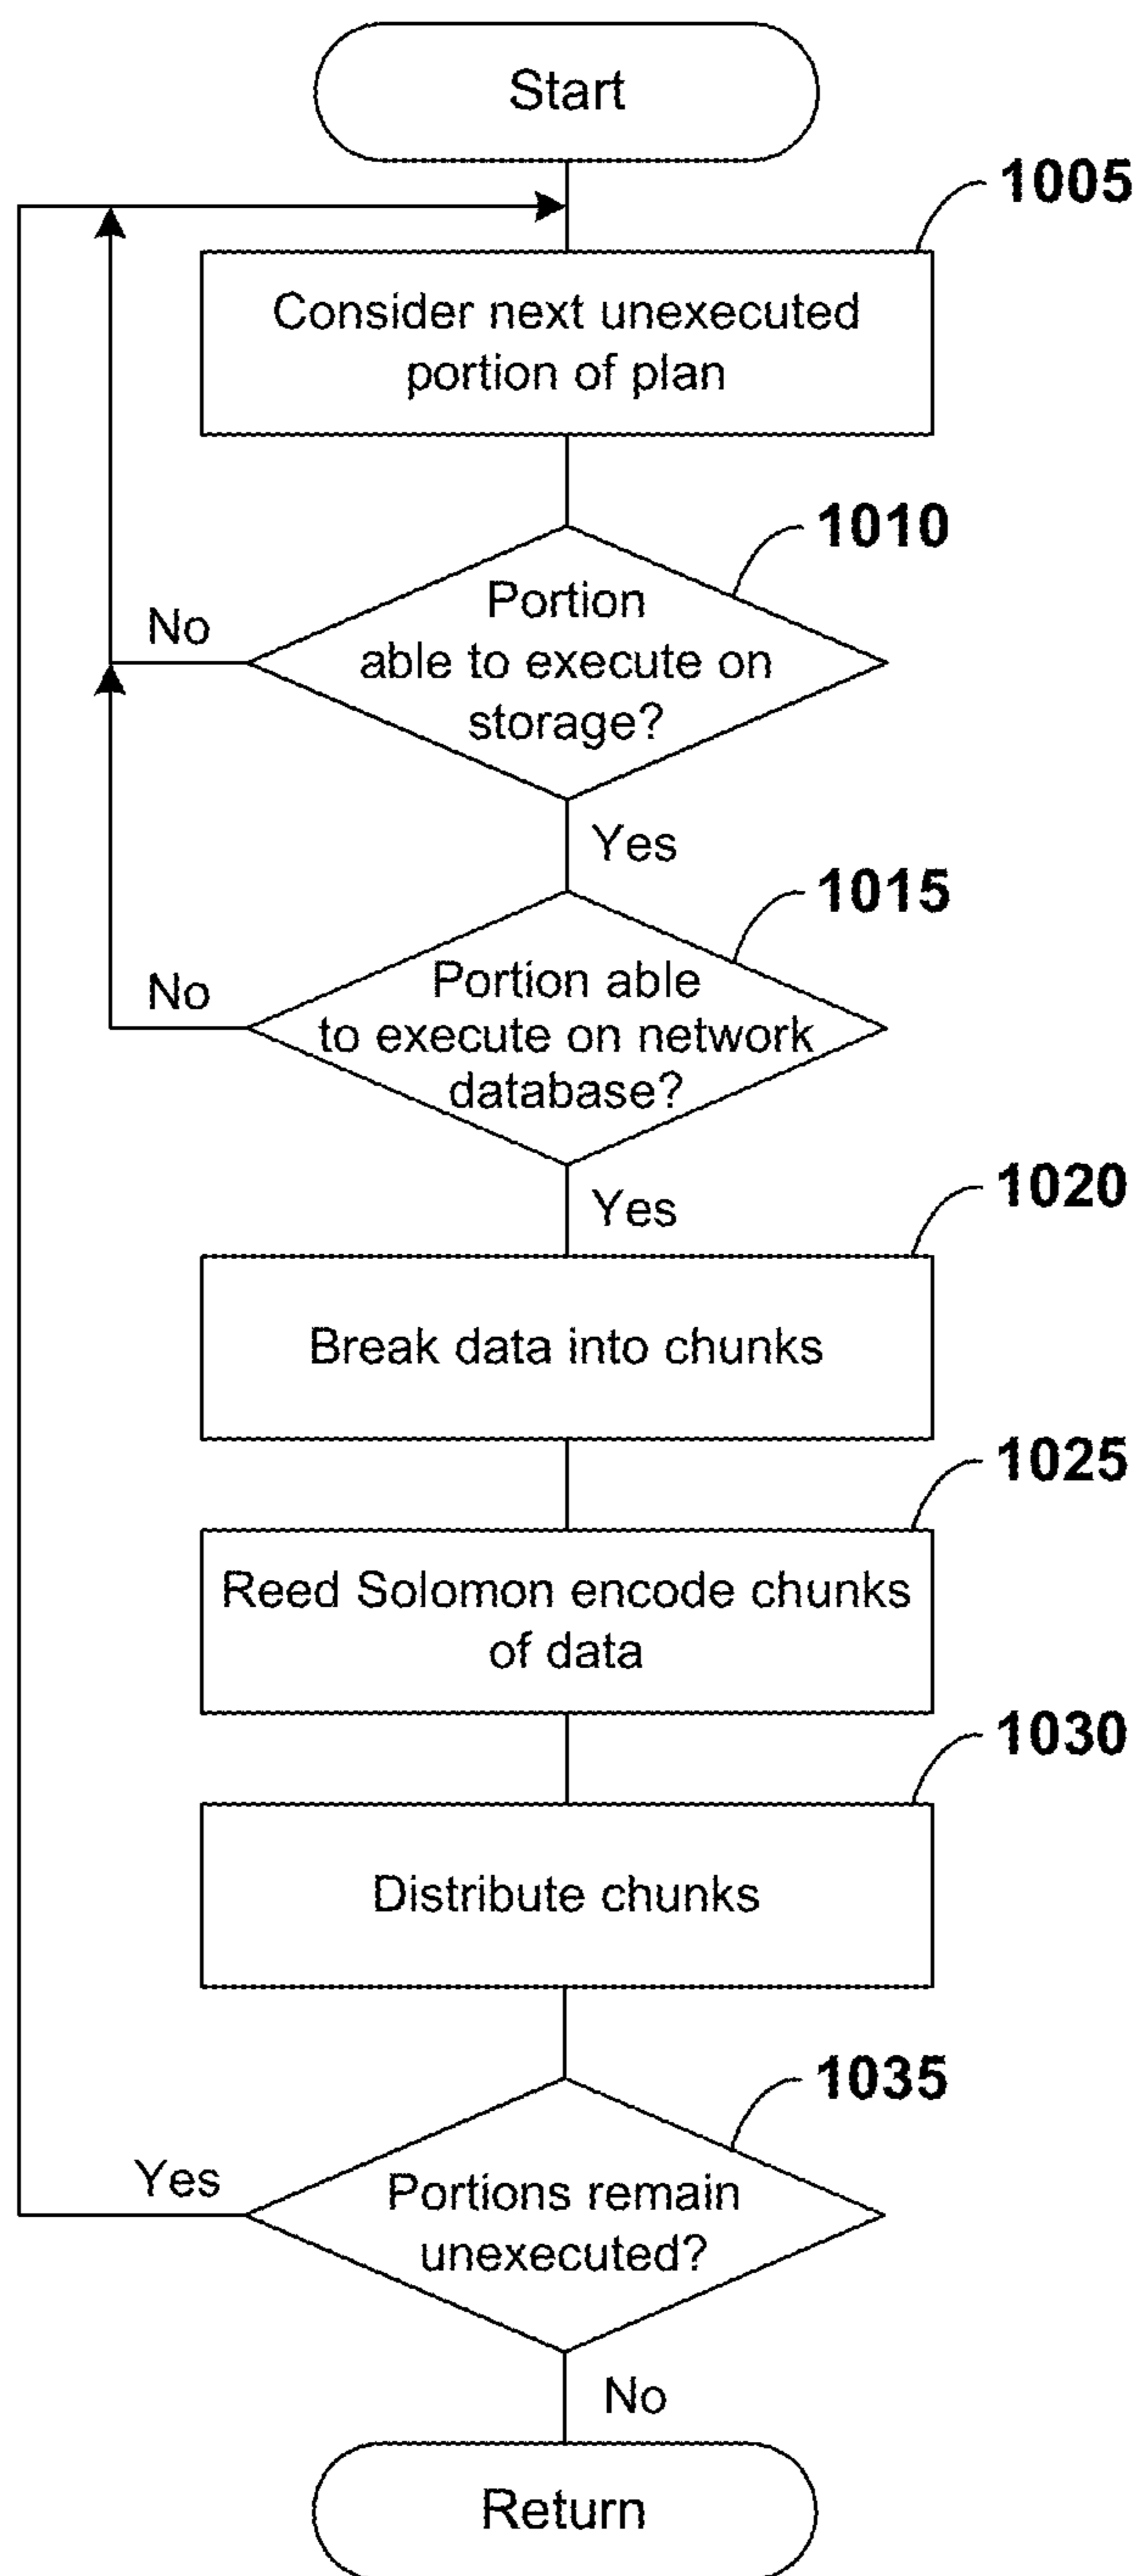 Start
1005
Consider next unexecuted
portion of plan
1010
Portion
able to execute on
storage?
No
Yes
1015
Portion able
to execute on network
database?
No
Yes
1020
Break data into chunks
1025
Reed Solomon encode chunks
of data
1030
Distribute chunks
1035
Portions remain
unexecuted?
Yes
No
Return